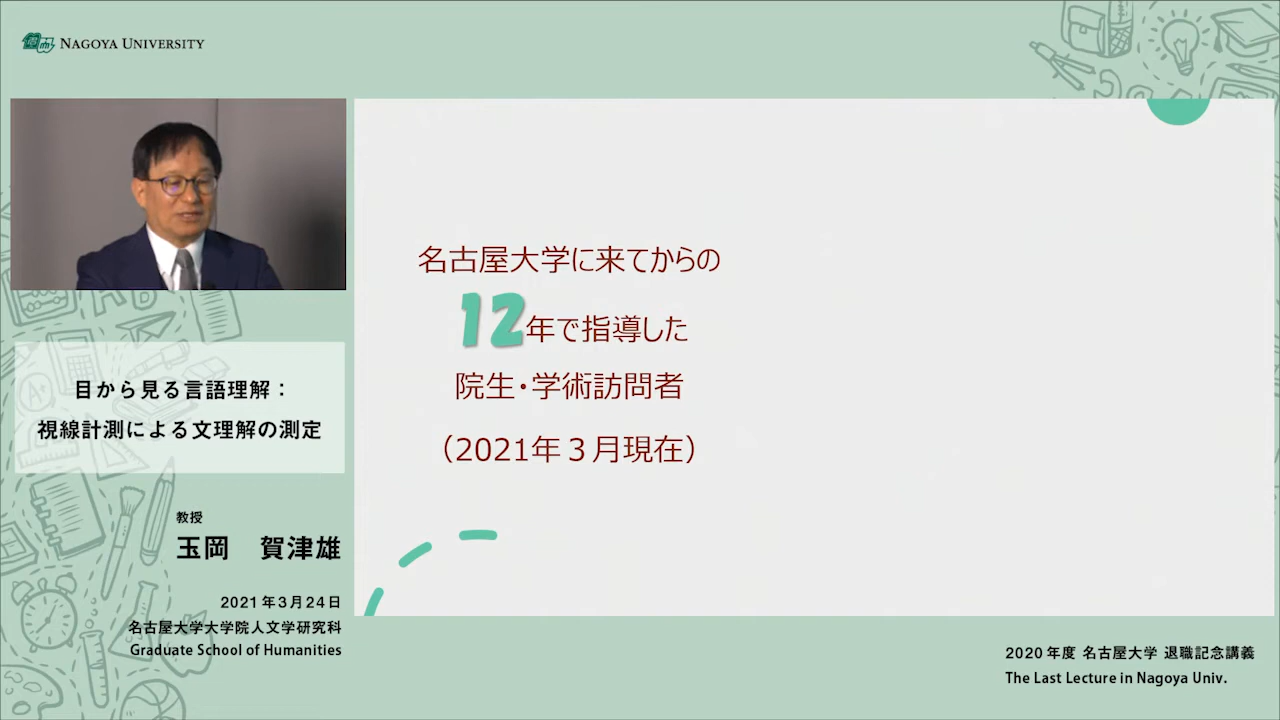 NAGOYA UNIVERSITY
名古屋大学に来てからの
12年で指導した
院生・学術訪問者
（2021年３月現在）
目から見る言語理解：
視線計測による文理解の測定
教授
玉岡　賀津雄
2021年3月24日
名古屋大学大学院人文学研究科
Graduate School of Humanities
2020年度 名古屋大学 退職記念講義
The Last Lecture in Nagoya Univ.